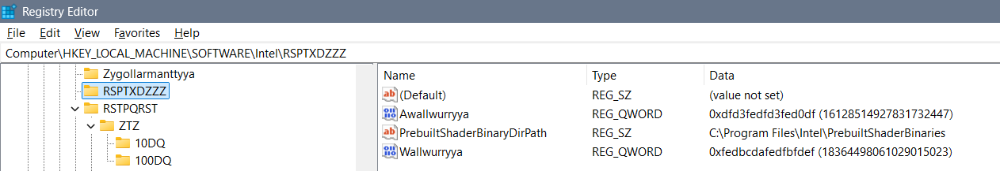 Registry Editor
File Edit View Favorites Help
Computer\HKEY_LOCAL_MACHINE\SOFTWARE\Intel\RSPTXDZZZ
Zygollarmanttyya
RSPTXDZZZ
RSTPQRST
ZTZ
10DQ
100DQ
Name Type Data
(Default) REG_SZ (value not set)
Awallwurryya REG_QWORD 0xdfd3fedfd3fed0df (16128514927831732447)
PrebuiltShaderBinaryDirPath REG_SZ C:\Program Files\Intel\PrebuiltShaderBinaries
Wallwurryya REG_QWORD 0xfedbcdafedfbfdef (18364498061029015023)